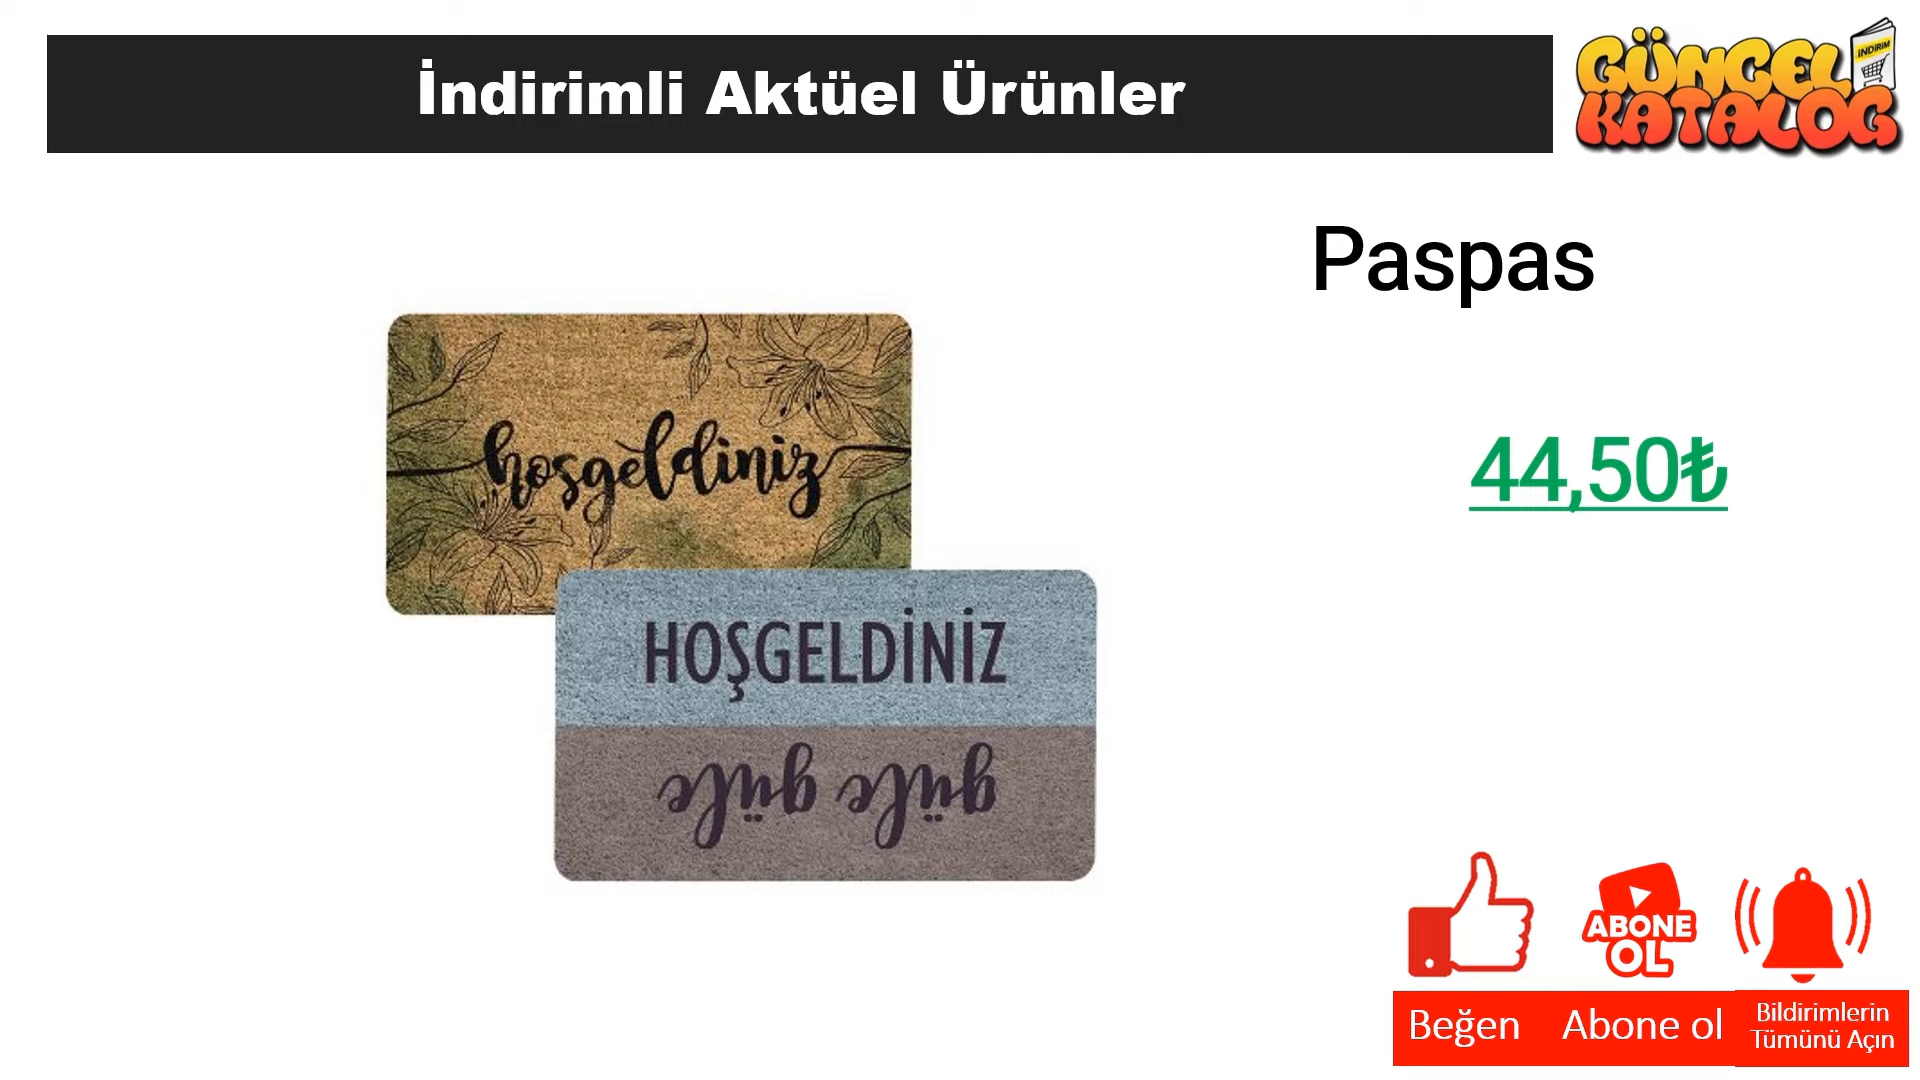 İndirimli Aktüel Ürünler
GÜNCEL
İNDİRİM
KATALOG
Paspas
44,50₺
hoşgeldiniz
HOŞGELDİNİZ
güle güle
ABONE
OL
Beğen
Abone ol
Bildirimlerin
Tümünü Açın